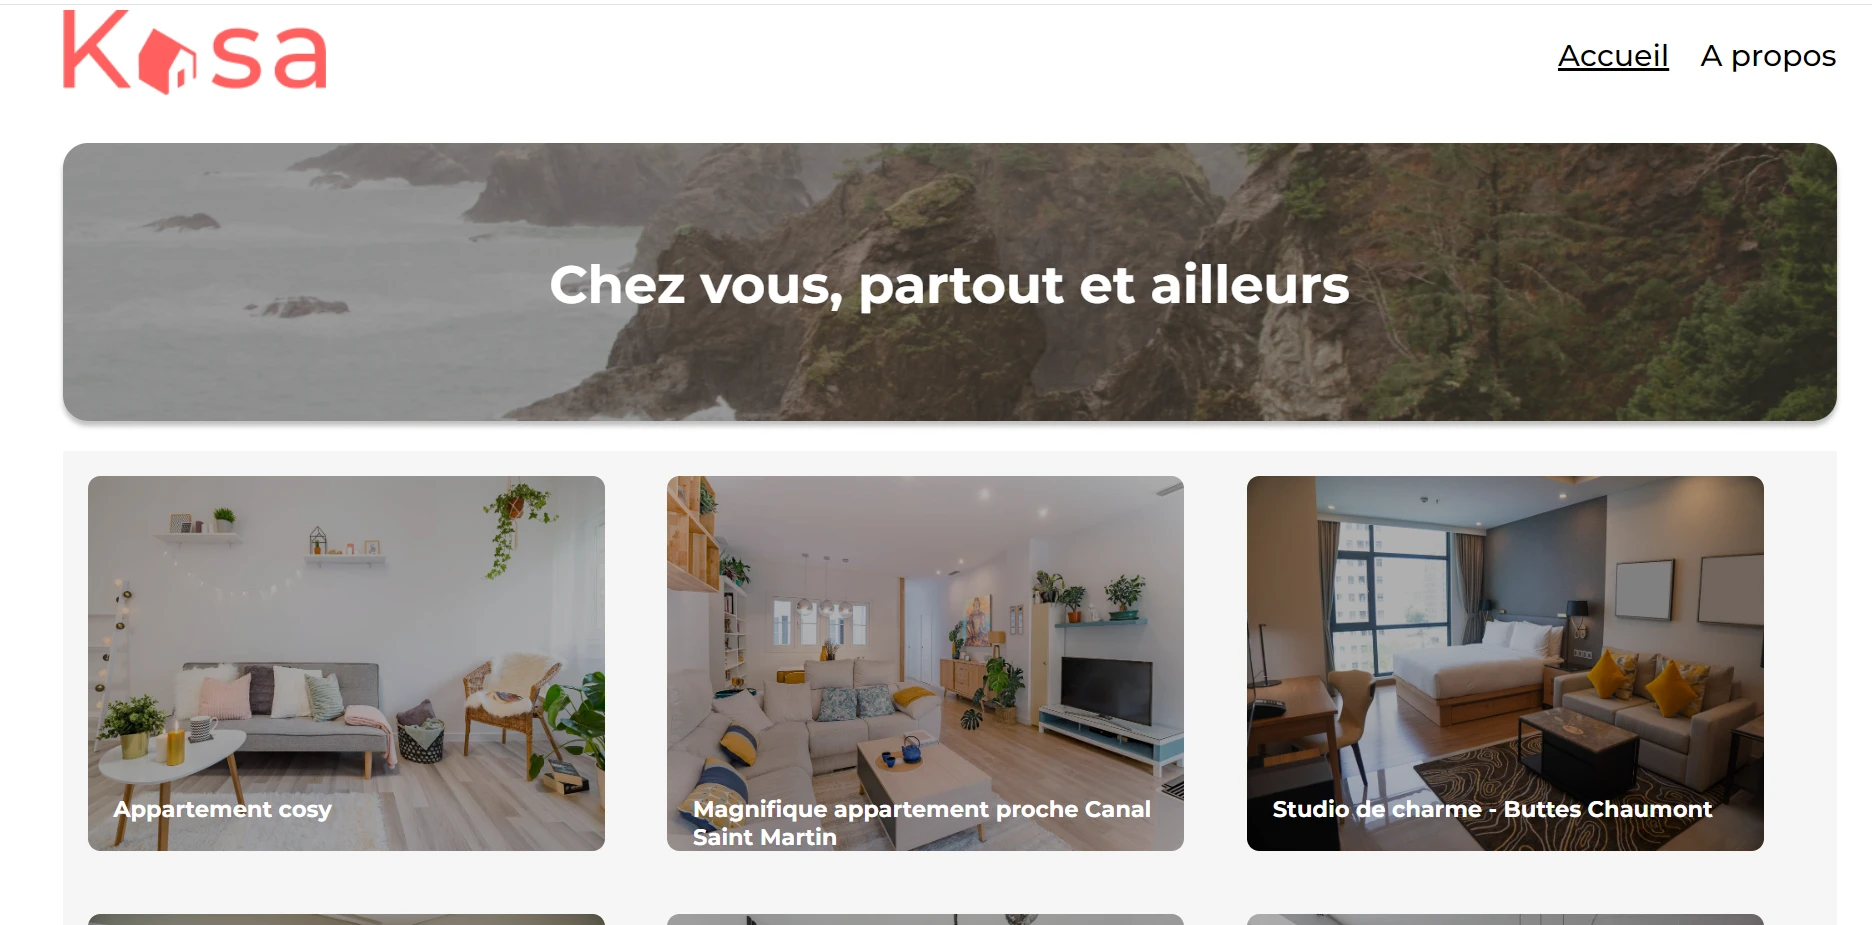 Kasa
Accueil A propos
Chez vous, partout et ailleurs
Appartement cosy
Magnifique appartement proche Canal
Saint Martin
Studio de charme - Buttes Chaumont